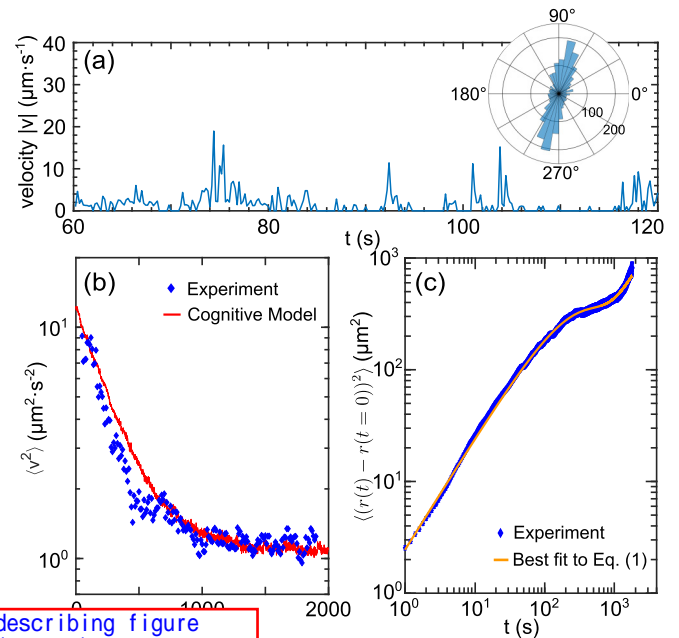 90°
40
(a)
velocity |v| (μm·s⁻¹)
30
180°
0°
20
100
200
10
270°
0
60
80
100
120
t (s)
(b)
Experiment
Cognitive Model
10¹
⟨v²⟩ (μm²·s⁻²)
10⁰
0
1000
2000
(c)
10³
⟨(r(t) − r(t = 0))²⟩ (μm²)
10²
10¹
Experiment
Best fit to Eq. (1)
10⁰
10⁰
10¹
10²
10³
t (s)
describing figure